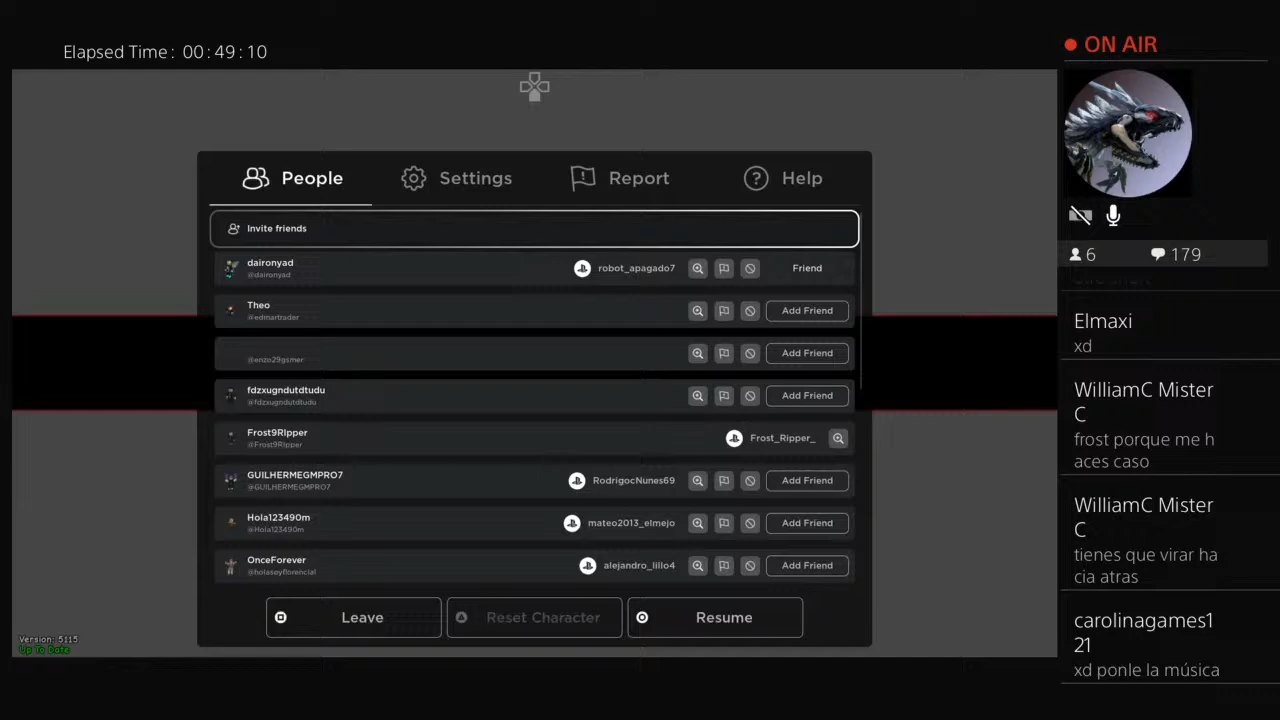 Elapsed Time: 00:49:10
ON AIR
People
Settings
Report
Help
Invite friends
daironyad
@daironyad
robot_apagado7
Friend
Theo
@edmartrader
Add Friend
@enzo29gsmer
Add Friend
fdzxugndutdtudu
@fdzxugndutdtudu
Add Friend
Frost9RIpper
@Frost9RIpper
Frost_Ripper_
GUILHERMEGMPRO7
@GUILHERMEGMPRO7
RodrigocNunes69
Add Friend
Hola123490m
@Hola123490m
mateo2013_elmejo
Add Friend
OnceForever
@holasoyflorencial
alejandro_lillo4
Add Friend
Leave
Reset Character
Resume
Version: 5115
Up To Date
6
179
Elmaxi
xd
WilliamC Mister
C
frost porque me h
aces caso
WilliamC Mister
C
tienes que virar ha
cia atras
carolinagames1
21
xd ponle la música